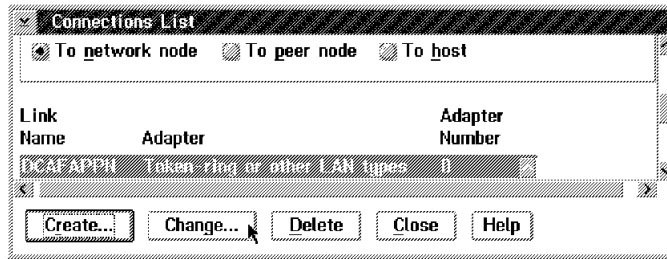 Connections List
To network node To peer node To host
Link Adapter
Name Adapter Number
DCAFAPPN Token-ring or other LAN types 0
Create... Change... Delete Close Help